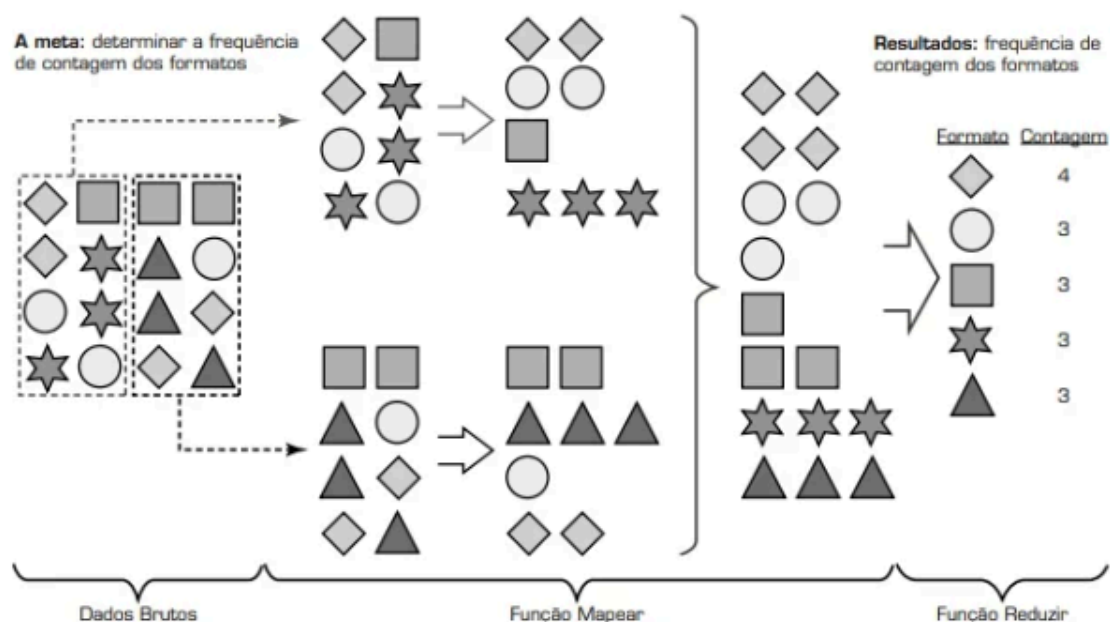 A meta: determinar a frequência
de contagem dos formatos
Resultados: frequência de
contagem dos formatos
Formato Contagem
4
3
3
3
3
Dados Brutos
Função Mapear
Função Reduzir